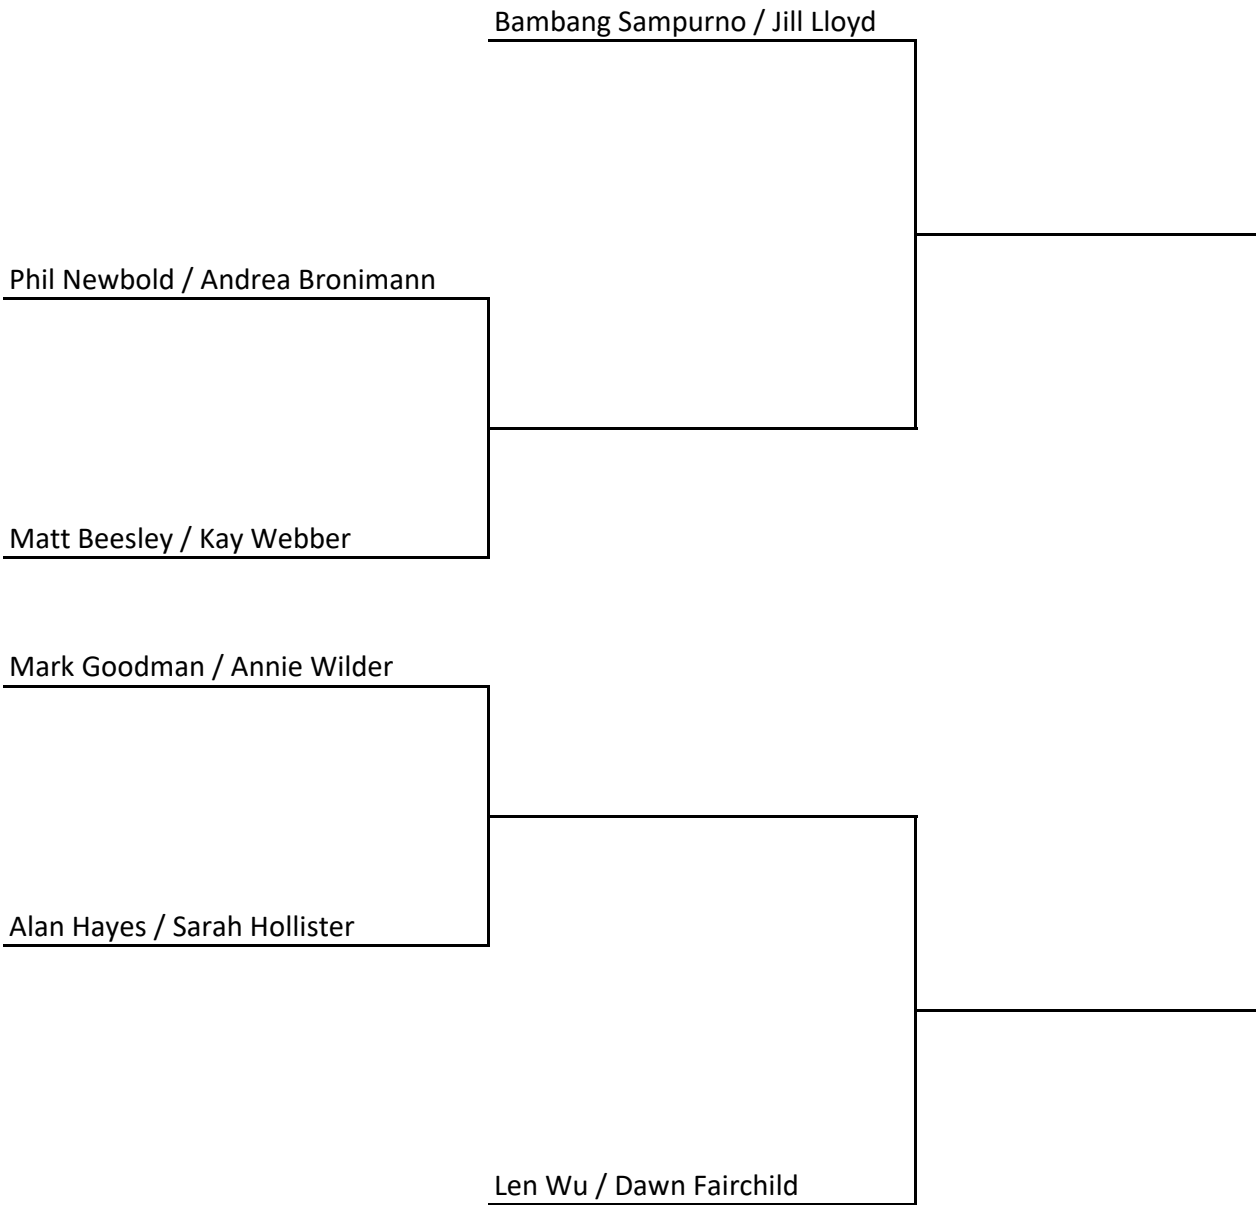 Bambang Sampurno / Jill Lloyd
Phil Newbold / Andrea Bronimann
Matt Beesley / Kay Webber
Mark Goodman / Annie Wilder
Alan Hayes / Sarah Hollister
Len Wu / Dawn Fairchild